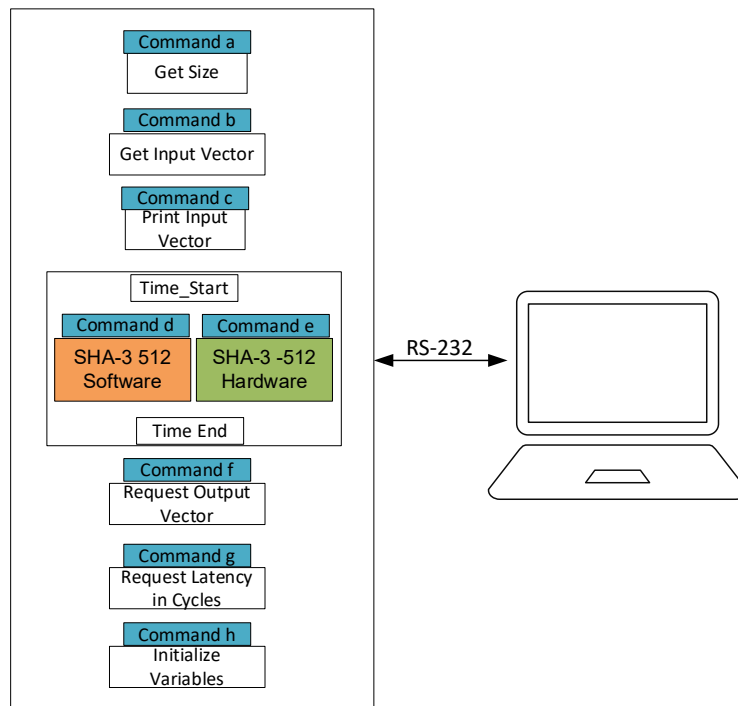 Command a
Get Size
Command b
Get Input Vector
Command c
Print Input
Vector
Time_Start
Command d
Command e
SHA-3 512
Software
SHA-3 -512
Hardware
Time End
RS-232
Command f
Request Output
Vector
Command g
Request Latency
in Cycles
Command h
Initialize
Variables